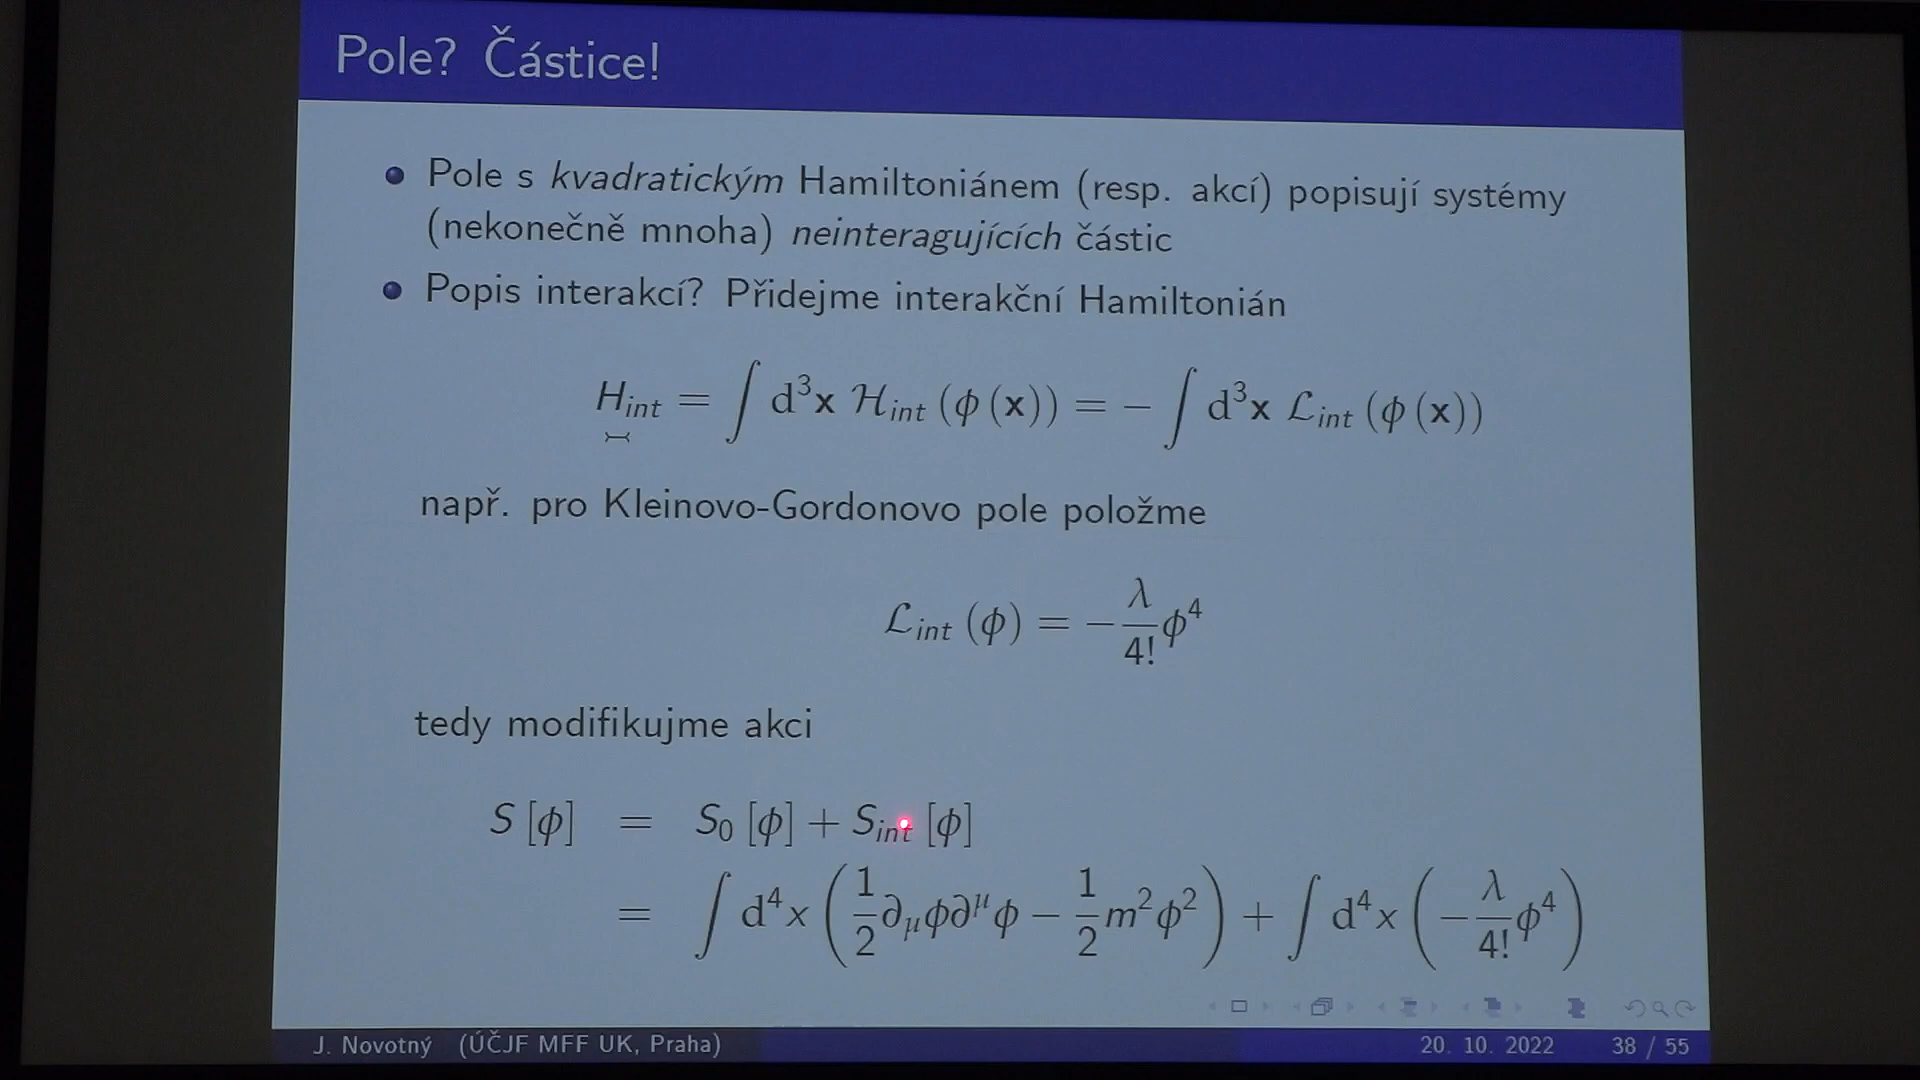 Pole? Částice!
Pole s kvadratickým Hamiltoniánem (resp. akcí) popisují systémy
(nekonečně mnoha) neinteragujících částic
Popis interakcí? Přidejme interakční Hamiltonián
H_int = ∫ d³x ℋ_int (ϕ (x)) = − ∫ d³x ℒ_int (ϕ (x))
např. pro Kleinovo-Gordonovo pole položme
ℒ_int (ϕ) = −λ/4! ϕ⁴
tedy modifikujme akci
S [ϕ] = S₀ [ϕ] + S_int [ϕ]
= ∫ d⁴x (1/2 ∂_μϕ∂^μϕ − 1/2 m²ϕ²) + ∫ d⁴x (−λ/4! ϕ⁴)
J. Novotný (ÚČJF MFF UK, Praha) 20. 10. 2022 38 / 55